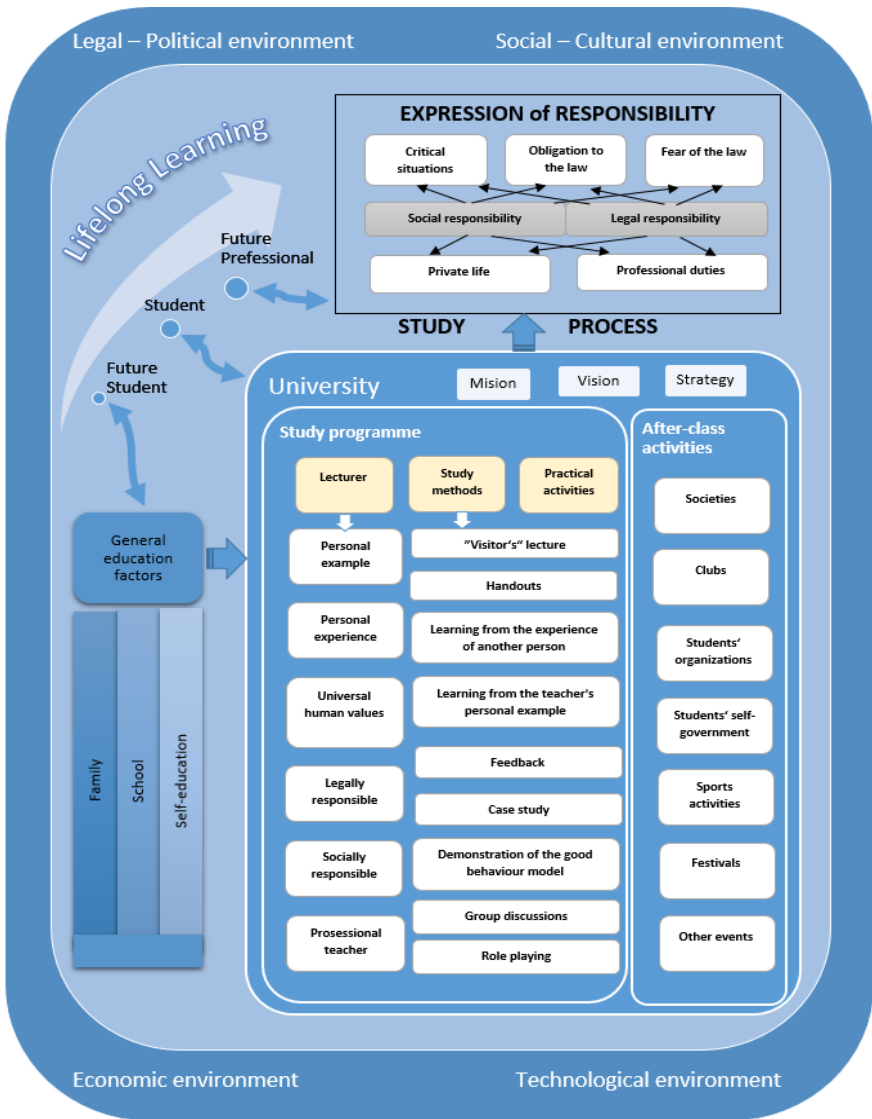 Legal – Political environment
Social – Cultural environment
Lifelong Learning
EXPRESSION of RESPONSIBILITY
Critical
situations
Obligation to
the law
Fear of the law
Social responsibility
Legal responsibility
Private life
Professional duties
Future
Prefessional
Student
Future
Student
STUDY PROCESS
University
Mision
Vision
Strategy
General
education
factors
Family
School
Self-education
Study programme
Lecturer
Study
methods
Practical
activities
Personal
example
Personal
experience
Universal
human values
Legally
responsible
Socially
responsible
Prosessional
teacher
”Visitor‘s“ lecture
Handouts
Learning from the experience
of another person
Learning from the teacher's
personal example
Feedback
Case study
Demonstration of the good
behaviour model
Group discussions
Role playing
After-class
activities
Societies
Clubs
Students‘
organizations
Students‘ self-
government
Sports
activities
Festivals
Other events
Economic environment
Technological environment